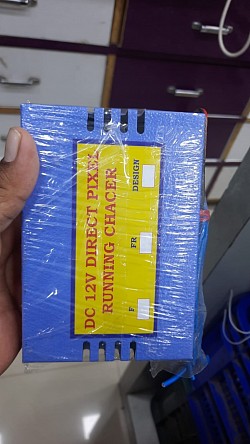 DC 12V DIRECT PIXEL
RUNNING CHACER
F
FR
DESIGN